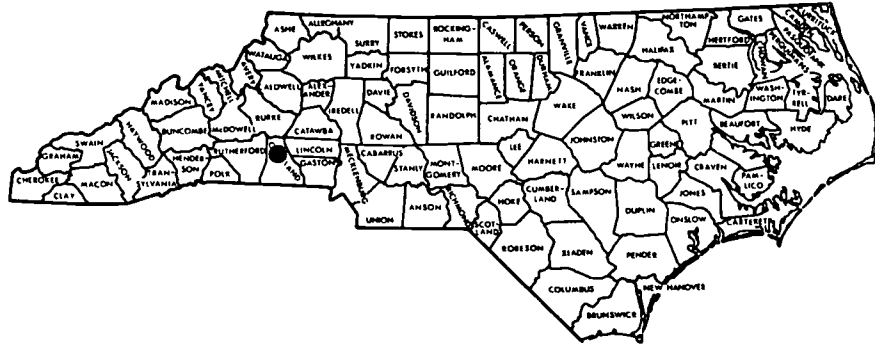 ASHE
ALLEGHANY
SURRY
STOKES
ROCKING-
HAM
CASWELL
PERSON
GRANVILLE
VANCE
WARREN
NORTHAMP
TON
GATES
HERTFORD
CURRITUCK
HALIFAX
BERTIE
WATAUGA
WILKES
YADKIN
FORSYTH
GUILFORD
ALAMANCE
ORANGE
DURHAM
FRANKLIN
NASH
EDGE-
COMBE
MARTIN
WASH-
INGTON
TYR-
RELL
DARE
MITCHELL
AVERY
YANCEY
MADISON
ALDWELL
ALEX-
ANDER
IREDELL
DAVIE
DAVIDSON
RANDOLPH
CHATHAM
WAKE
WILSON
PITT
BEAUFORT
HYDE
HAYWOOD
BUNCOMBE
McDOWELL
BURKE
CATAWBA
ROWAN
LEE
JOHNSTON
GREENE
SWAIN
GRAHAM
JACKSON
HENDER-
SON
RUTHERFORD
LAND
LINCOLN
GASTON
MECKLENBURG
CABARRUS
STANLY
MONT-
GOMERY
MOORE
HARNETT
WAYNE
LENOIR
CRAVEN
PAM-
LICO
CHEROKEE
CLAY
MACON
TRAN-
SYLVANIA
POLK
UNION
ANSON
RICHMOND
SCOT-
LAND
HOKE
CUMBER-
LAND
SAMPSON
DUPLIN
JONES
ONSLOW
CARTERET
ROBESON
BLADEN
PENDER
COLUMBUS
NEW HANOVER
BRUNSWICK